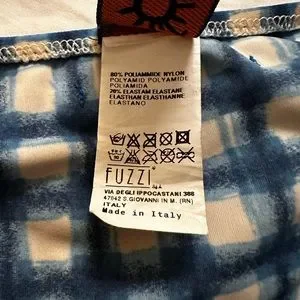 80% POLIAMMIDE NYLON
POLYAMID POLYAMIDE
POLIAMIDA
20% ELASTAM ELASTANE
ELASTHAN ELASTHANNE
ELASTANO
FUZZI
S.p.A.
VIA DEGLI IPPOCASTANI 388
47842 S.GIOVANNI IN M. (RN)
ITALY
Made in Italy